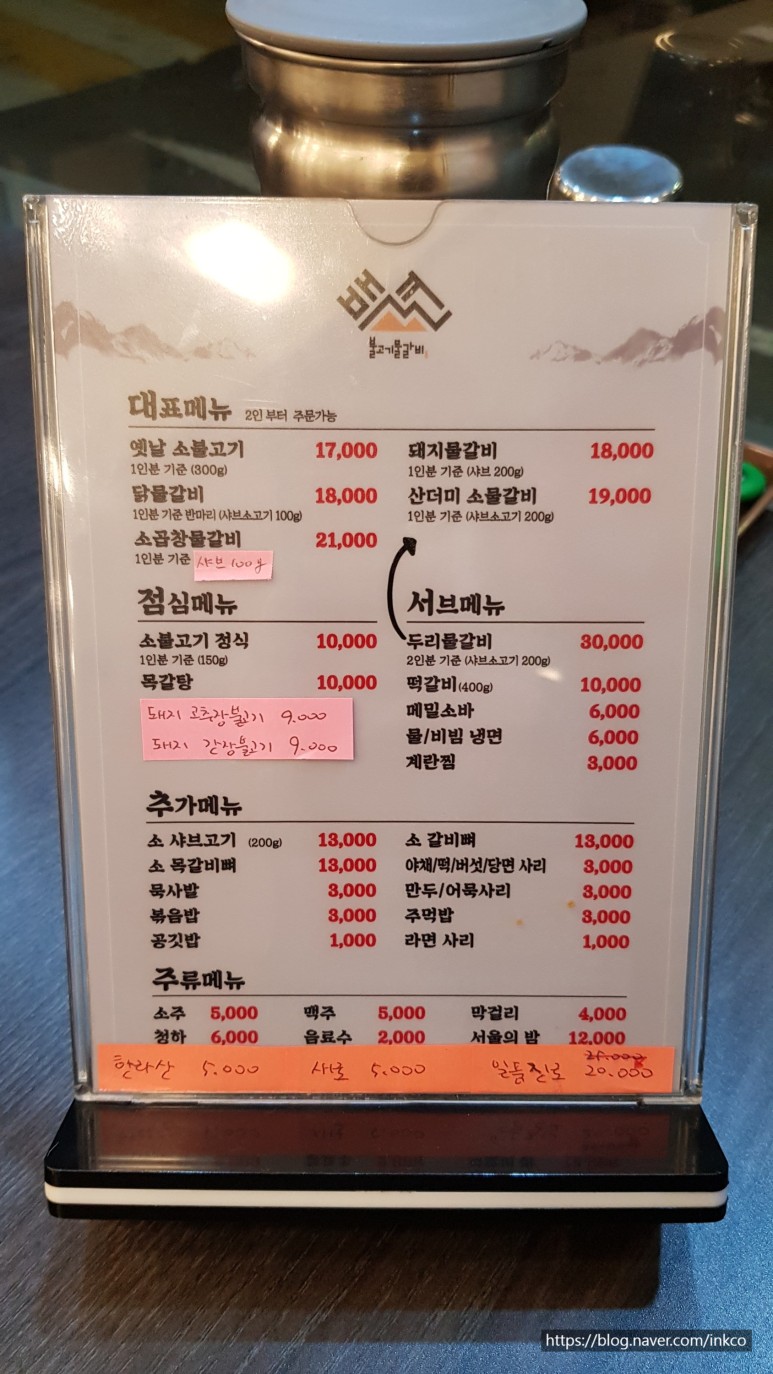 백년
불고기물갈비
대표메뉴 2인 부터 주문가능
옛날 소불고기 17,000
1인분 기준 (300g)
돼지물갈비 18,000
1인분 기준 (샤브 200g)
닭물갈비 18,000
1인분 기준 반마리 (샤브소고기 100g)
산더미 소물갈비 19,000
1인분 기준 (샤브소고기 200g)
소곱창물갈비 21,000
1인분 기준 샤브 100g
점심메뉴
소불고기 정식 10,000
1인분 기준 (150g)
목갈탕 10,000
돼지 고추장불고기 9.000
돼지 간장불고기 9.000
서브메뉴
두리물갈비 30,000
2인분 기준 (샤브소고기 200g)
떡갈비(400g) 10,000
메밀소바 6,000
물/비빔 냉면 6,000
계란찜 3,000
추가메뉴
소 샤브고기 (200g) 13,000
소 갈비뼈 13,000
소 목갈비뼈 13,000
야채/떡/버섯/당면 사리 3,000
묵사발 3,000
만두/어묵사리 3,000
볶음밥 3,000
주먹밥 3,000
공깃밥 1,000
라면 사리 1,000
주류메뉴
소주 5,000 맥주 5,000 막걸리 4,000
청하 6,000 음료수 2,000 서울의 밤 12,000
한라산 5.000 새로 5.000 일품진로 20.000
https://blog.naver.com/inkco